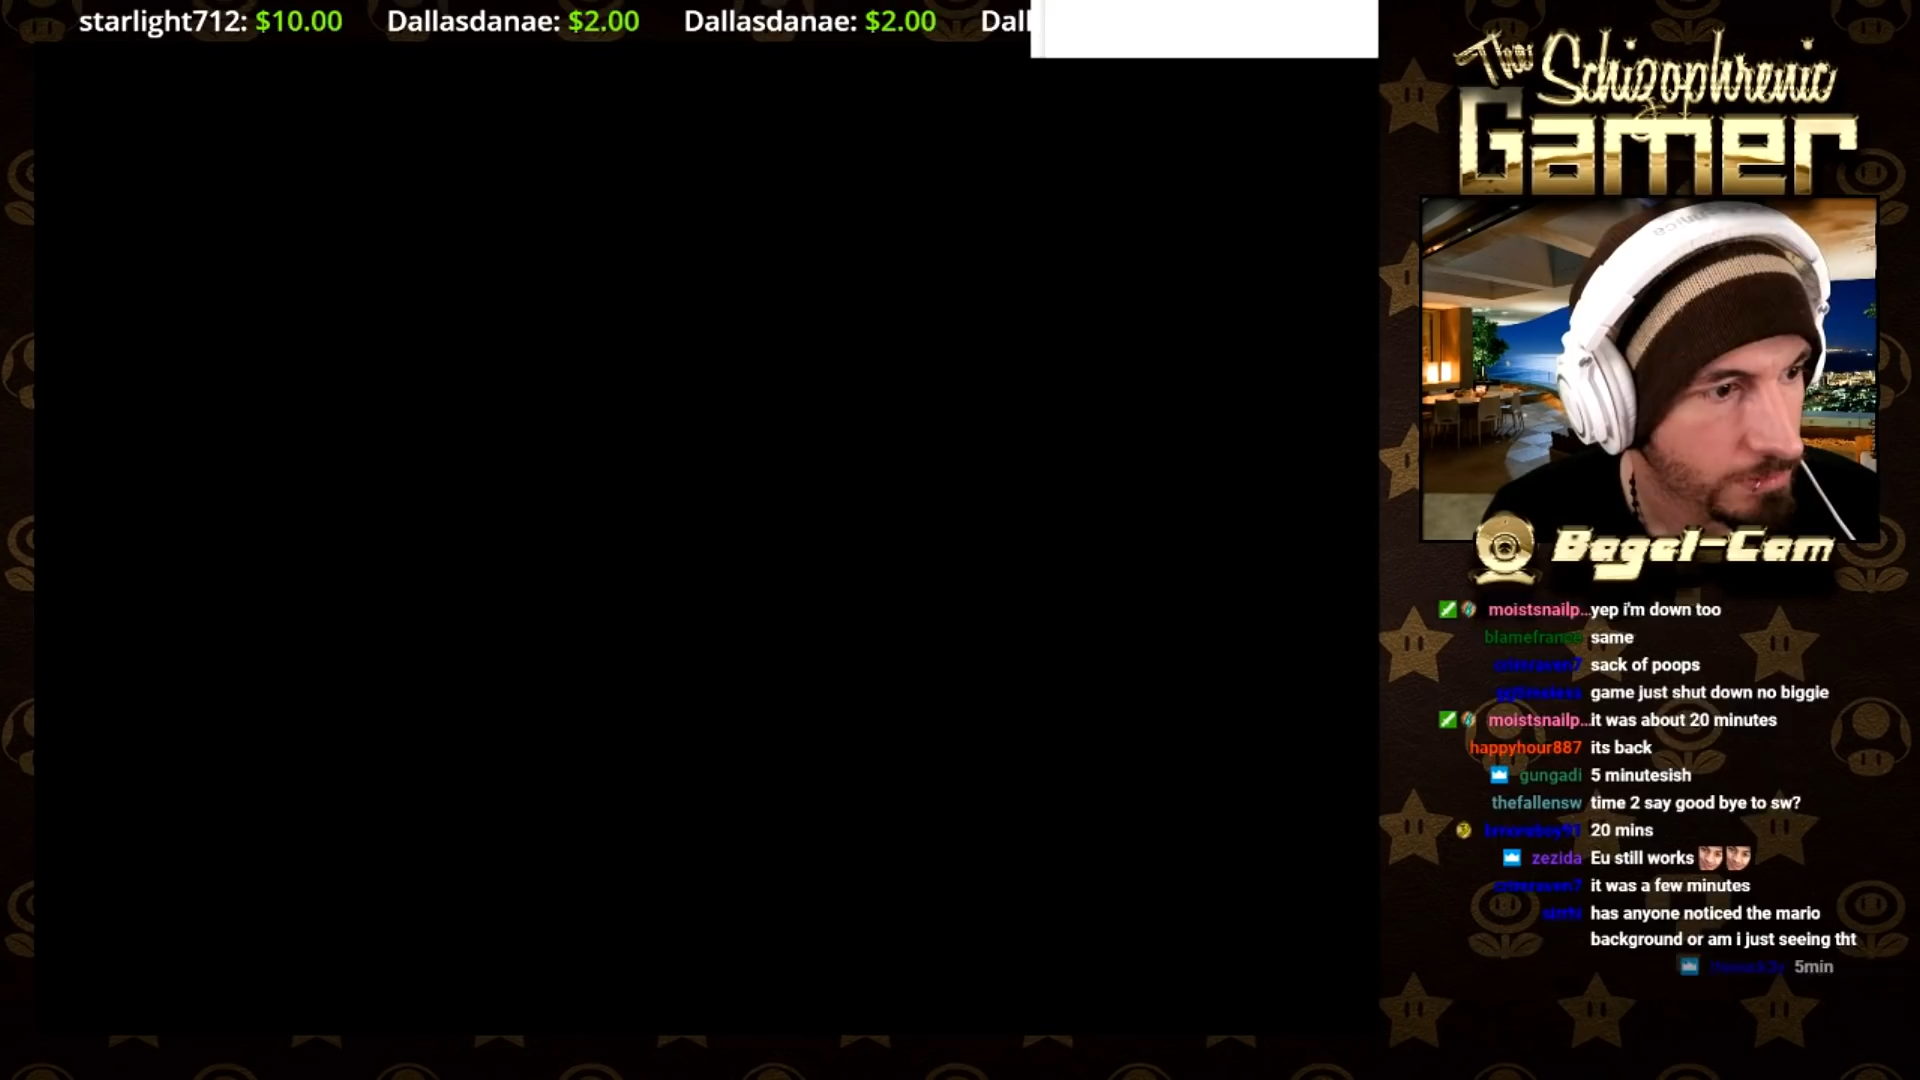 starlight712: $10.00 Dallasdanae: $2.00 Dallasdanae: $2.00 Dall
The
Schizophrenic
Gamer
Bagel-Cam
moistsnailp... yep i'm down too
blamefrance same
sack of poops
game just shut down no biggie
moistsnailp... it was about 20 minutes
happyhour887 its back
gungadi 5 minutesish
thefallensw time 2 say good bye to sw?
20 mins
zezida Eu still works
it was a few minutes
has anyone noticed the mario
background or am i just seeing tht
5min